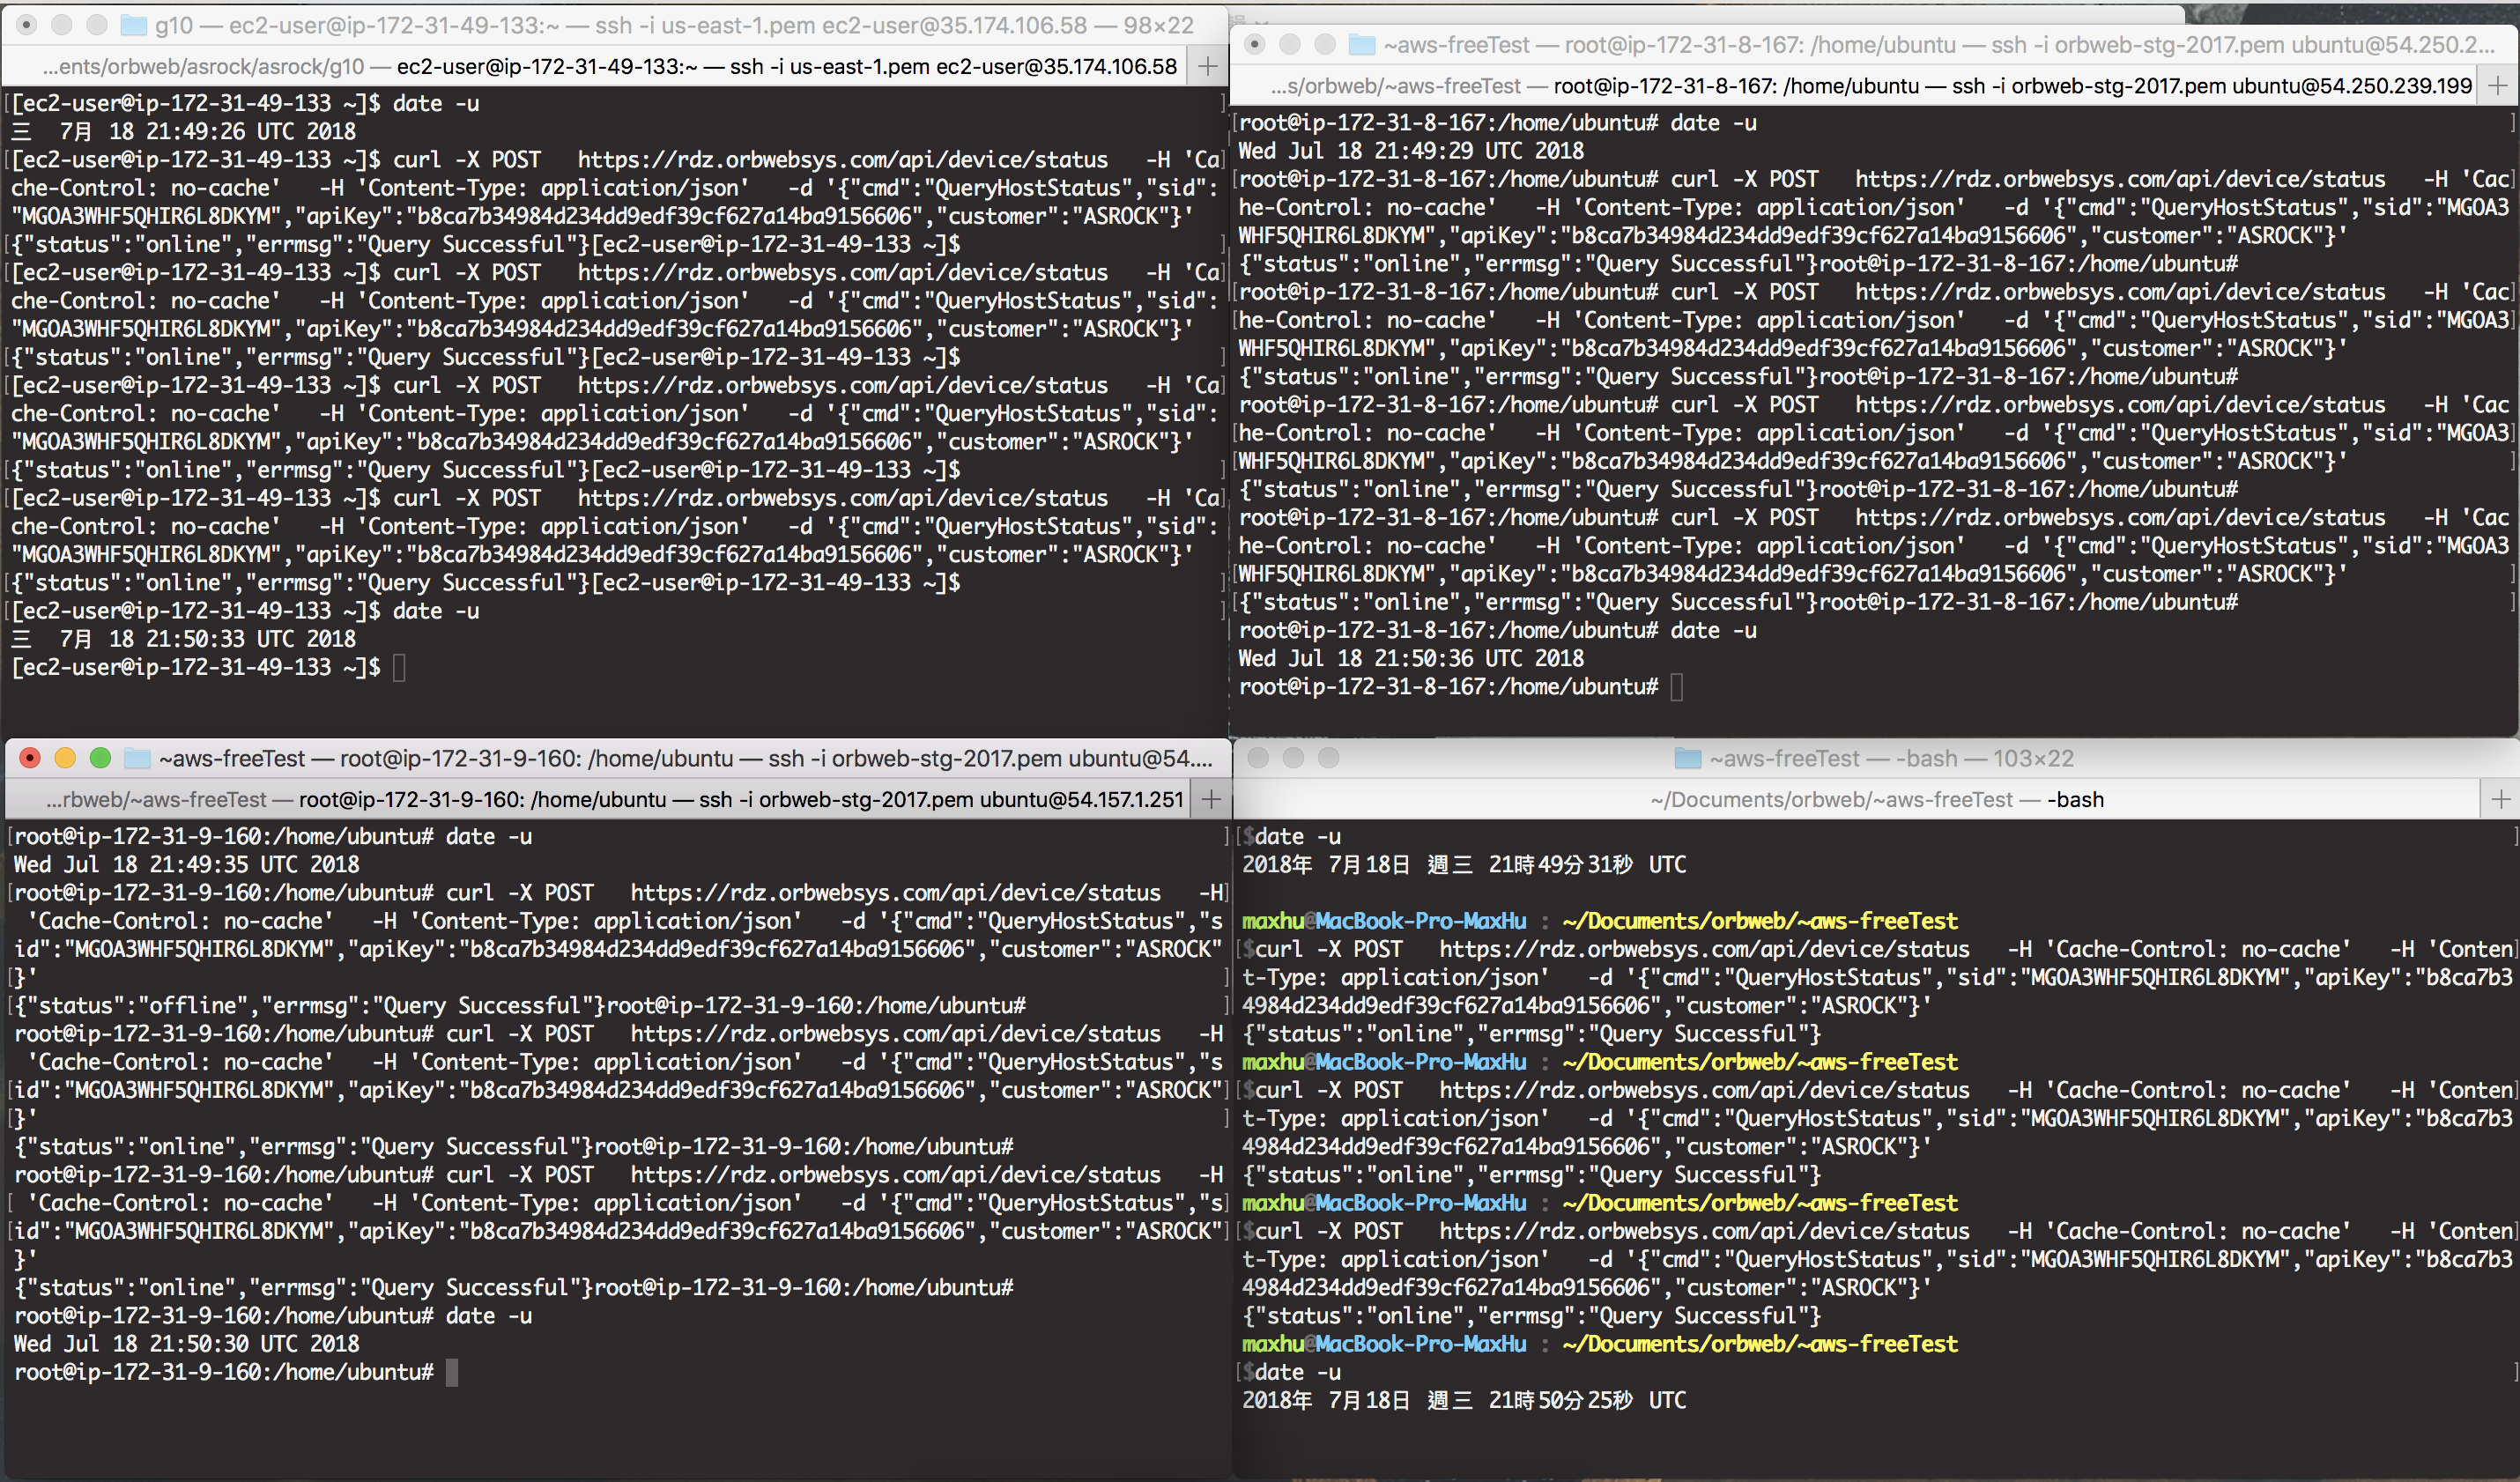 g10 — ec2-user@ip-172-31-49-133:~ — ssh -i us-east-1.pem ec2-user@35.174.106.58 — 98×22
...ents/orbweb/asrock/asrock/g10 — ec2-user@ip-172-31-49-133:~ — ssh -i us-east-1.pem ec2-user@35.174.106.58 +
[[ec2-user@ip-172-31-49-133 ~]$ date -u ]
三  7月 18 21:49:26 UTC 2018
[[ec2-user@ip-172-31-49-133 ~]$ curl -X POST   https://rdz.orbwebsys.com/api/device/status   -H 'Ca]
che-Control: no-cache'   -H 'Content-Type: application/json'   -d '{"cmd":"QueryHostStatus","sid":
"MGOA3WHF5QHIR6L8DKYM","apiKey":"b8ca7b34984d234dd9edf39cf627a14ba9156606","customer":"ASROCK"}'
[{"status":"online","errmsg":"Query Successful"}[ec2-user@ip-172-31-49-133 ~]$ ]
[[ec2-user@ip-172-31-49-133 ~]$ curl -X POST   https://rdz.orbwebsys.com/api/device/status   -H 'Ca]
che-Control: no-cache'   -H 'Content-Type: application/json'   -d '{"cmd":"QueryHostStatus","sid":
"MGOA3WHF5QHIR6L8DKYM","apiKey":"b8ca7b34984d234dd9edf39cf627a14ba9156606","customer":"ASROCK"}'
[{"status":"online","errmsg":"Query Successful"}[ec2-user@ip-172-31-49-133 ~]$ ]
[[ec2-user@ip-172-31-49-133 ~]$ curl -X POST   https://rdz.orbwebsys.com/api/device/status   -H 'Ca]
che-Control: no-cache'   -H 'Content-Type: application/json'   -d '{"cmd":"QueryHostStatus","sid":
"MGOA3WHF5QHIR6L8DKYM","apiKey":"b8ca7b34984d234dd9edf39cf627a14ba9156606","customer":"ASROCK"}'
[{"status":"online","errmsg":"Query Successful"}[ec2-user@ip-172-31-49-133 ~]$ ]
[[ec2-user@ip-172-31-49-133 ~]$ curl -X POST   https://rdz.orbwebsys.com/api/device/status   -H 'Ca]
che-Control: no-cache'   -H 'Content-Type: application/json'   -d '{"cmd":"QueryHostStatus","sid":
"MGOA3WHF5QHIR6L8DKYM","apiKey":"b8ca7b34984d234dd9edf39cf627a14ba9156606","customer":"ASROCK"}'
[{"status":"online","errmsg":"Query Successful"}[ec2-user@ip-172-31-49-133 ~]$ ]
[[ec2-user@ip-172-31-49-133 ~]$ date -u ]
三  7月 18 21:50:33 UTC 2018
[ec2-user@ip-172-31-49-133 ~]$
~aws-freeTest — root@ip-172-31-8-167: /home/ubuntu — ssh -i orbweb-stg-2017.pem ubuntu@54.250.2...
...s/orbweb/~aws-freeTest — root@ip-172-31-8-167: /home/ubuntu — ssh -i orbweb-stg-2017.pem ubuntu@54.250.239.199 +
[root@ip-172-31-8-167:/home/ubuntu# date -u ]
Wed Jul 18 21:49:29 UTC 2018
[root@ip-172-31-8-167:/home/ubuntu# curl -X POST   https://rdz.orbwebsys.com/api/device/status   -H 'Cac]
he-Control: no-cache'   -H 'Content-Type: application/json'   -d '{"cmd":"QueryHostStatus","sid":"MGOA3
WHF5QHIR6L8DKYM","apiKey":"b8ca7b34984d234dd9edf39cf627a14ba9156606","customer":"ASROCK"}'
{"status":"online","errmsg":"Query Successful"}root@ip-172-31-8-167:/home/ubuntu#
[root@ip-172-31-8-167:/home/ubuntu# curl -X POST   https://rdz.orbwebsys.com/api/device/status   -H 'Cac]
[he-Control: no-cache'   -H 'Content-Type: application/json'   -d '{"cmd":"QueryHostStatus","sid":"MGOA3]
WHF5QHIR6L8DKYM","apiKey":"b8ca7b34984d234dd9edf39cf627a14ba9156606","customer":"ASROCK"}'
{"status":"online","errmsg":"Query Successful"}root@ip-172-31-8-167:/home/ubuntu#
root@ip-172-31-8-167:/home/ubuntu# curl -X POST   https://rdz.orbwebsys.com/api/device/status   -H 'Cac
[he-Control: no-cache'   -H 'Content-Type: application/json'   -d '{"cmd":"QueryHostStatus","sid":"MGOA3]
[WHF5QHIR6L8DKYM","apiKey":"b8ca7b34984d234dd9edf39cf627a14ba9156606","customer":"ASROCK"}' ]
{"status":"online","errmsg":"Query Successful"}root@ip-172-31-8-167:/home/ubuntu#
root@ip-172-31-8-167:/home/ubuntu# curl -X POST   https://rdz.orbwebsys.com/api/device/status   -H 'Cac
he-Control: no-cache'   -H 'Content-Type: application/json'   -d '{"cmd":"QueryHostStatus","sid":"MGOA3
[WHF5QHIR6L8DKYM","apiKey":"b8ca7b34984d234dd9edf39cf627a14ba9156606","customer":"ASROCK"}' ]
[{"status":"online","errmsg":"Query Successful"}root@ip-172-31-8-167:/home/ubuntu# ]
root@ip-172-31-8-167:/home/ubuntu# date -u
Wed Jul 18 21:50:36 UTC 2018
root@ip-172-31-8-167:/home/ubuntu#
~aws-freeTest — root@ip-172-31-9-160: /home/ubuntu — ssh -i orbweb-stg-2017.pem ubuntu@54....
...rbweb/~aws-freeTest — root@ip-172-31-9-160: /home/ubuntu — ssh -i orbweb-stg-2017.pem ubuntu@54.157.1.251 +
[root@ip-172-31-9-160:/home/ubuntu# date -u ]
Wed Jul 18 21:49:35 UTC 2018
[root@ip-172-31-9-160:/home/ubuntu# curl -X POST   https://rdz.orbwebsys.com/api/device/status   -H]
 'Cache-Control: no-cache'   -H 'Content-Type: application/json'   -d '{"cmd":"QueryHostStatus","s
id":"MGOA3WHF5QHIR6L8DKYM","apiKey":"b8ca7b34984d234dd9edf39cf627a14ba9156606","customer":"ASROCK"
[}' ]
[{"status":"offline","errmsg":"Query Successful"}root@ip-172-31-9-160:/home/ubuntu# ]
root@ip-172-31-9-160:/home/ubuntu# curl -X POST   https://rdz.orbwebsys.com/api/device/status   -H
 'Cache-Control: no-cache'   -H 'Content-Type: application/json'   -d '{"cmd":"QueryHostStatus","s
[id":"MGOA3WHF5QHIR6L8DKYM","apiKey":"b8ca7b34984d234dd9edf39cf627a14ba9156606","customer":"ASROCK"]
[}' ]
{"status":"online","errmsg":"Query Successful"}root@ip-172-31-9-160:/home/ubuntu#
root@ip-172-31-9-160:/home/ubuntu# curl -X POST   https://rdz.orbwebsys.com/api/device/status   -H
[ 'Cache-Control: no-cache'   -H 'Content-Type: application/json'   -d '{"cmd":"QueryHostStatus","s]
[id":"MGOA3WHF5QHIR6L8DKYM","apiKey":"b8ca7b34984d234dd9edf39cf627a14ba9156606","customer":"ASROCK"]
}'
{"status":"online","errmsg":"Query Successful"}root@ip-172-31-9-160:/home/ubuntu#
root@ip-172-31-9-160:/home/ubuntu# date -u
Wed Jul 18 21:50:30 UTC 2018
root@ip-172-31-9-160:/home/ubuntu#
~aws-freeTest — -bash — 103×22
~/Documents/orbweb/~aws-freeTest — -bash +
[$date -u ]
2018年 7月18日 週三 21時49分31秒 UTC
maxhu@MacBook-Pro-MaxHu : ~/Documents/orbweb/~aws-freeTest
[$curl -X POST   https://rdz.orbwebsys.com/api/device/status   -H 'Cache-Control: no-cache'   -H 'Conten]
t-Type: application/json'   -d '{"cmd":"QueryHostStatus","sid":"MGOA3WHF5QHIR6L8DKYM","apiKey":"b8ca7b3
4984d234dd9edf39cf627a14ba9156606","customer":"ASROCK"}'
{"status":"online","errmsg":"Query Successful"}
maxhu@MacBook-Pro-MaxHu : ~/Documents/orbweb/~aws-freeTest
[$curl -X POST   https://rdz.orbwebsys.com/api/device/status   -H 'Cache-Control: no-cache'   -H 'Conten]
t-Type: application/json'   -d '{"cmd":"QueryHostStatus","sid":"MGOA3WHF5QHIR6L8DKYM","apiKey":"b8ca7b3
4984d234dd9edf39cf627a14ba9156606","customer":"ASROCK"}'
{"status":"online","errmsg":"Query Successful"}
maxhu@MacBook-Pro-MaxHu : ~/Documents/orbweb/~aws-freeTest
[$curl -X POST   https://rdz.orbwebsys.com/api/device/status   -H 'Cache-Control: no-cache'   -H 'Conten]
t-Type: application/json'   -d '{"cmd":"QueryHostStatus","sid":"MGOA3WHF5QHIR6L8DKYM","apiKey":"b8ca7b3
4984d234dd9edf39cf627a14ba9156606","customer":"ASROCK"}'
{"status":"online","errmsg":"Query Successful"}
maxhu@MacBook-Pro-MaxHu : ~/Documents/orbweb/~aws-freeTest
[$date -u ]
2018年 7月18日 週三 21時50分25秒 UTC